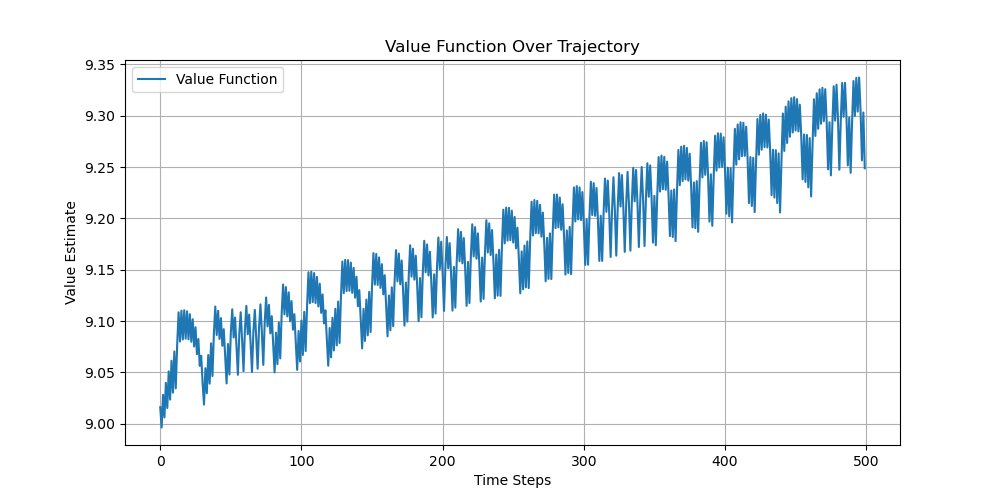 Value Function Over Trajectory
Value Function
Value Estimate
9.35
9.30
9.25
9.20
9.15
9.10
9.05
9.00
0 100 200 300 400 500
Time Steps